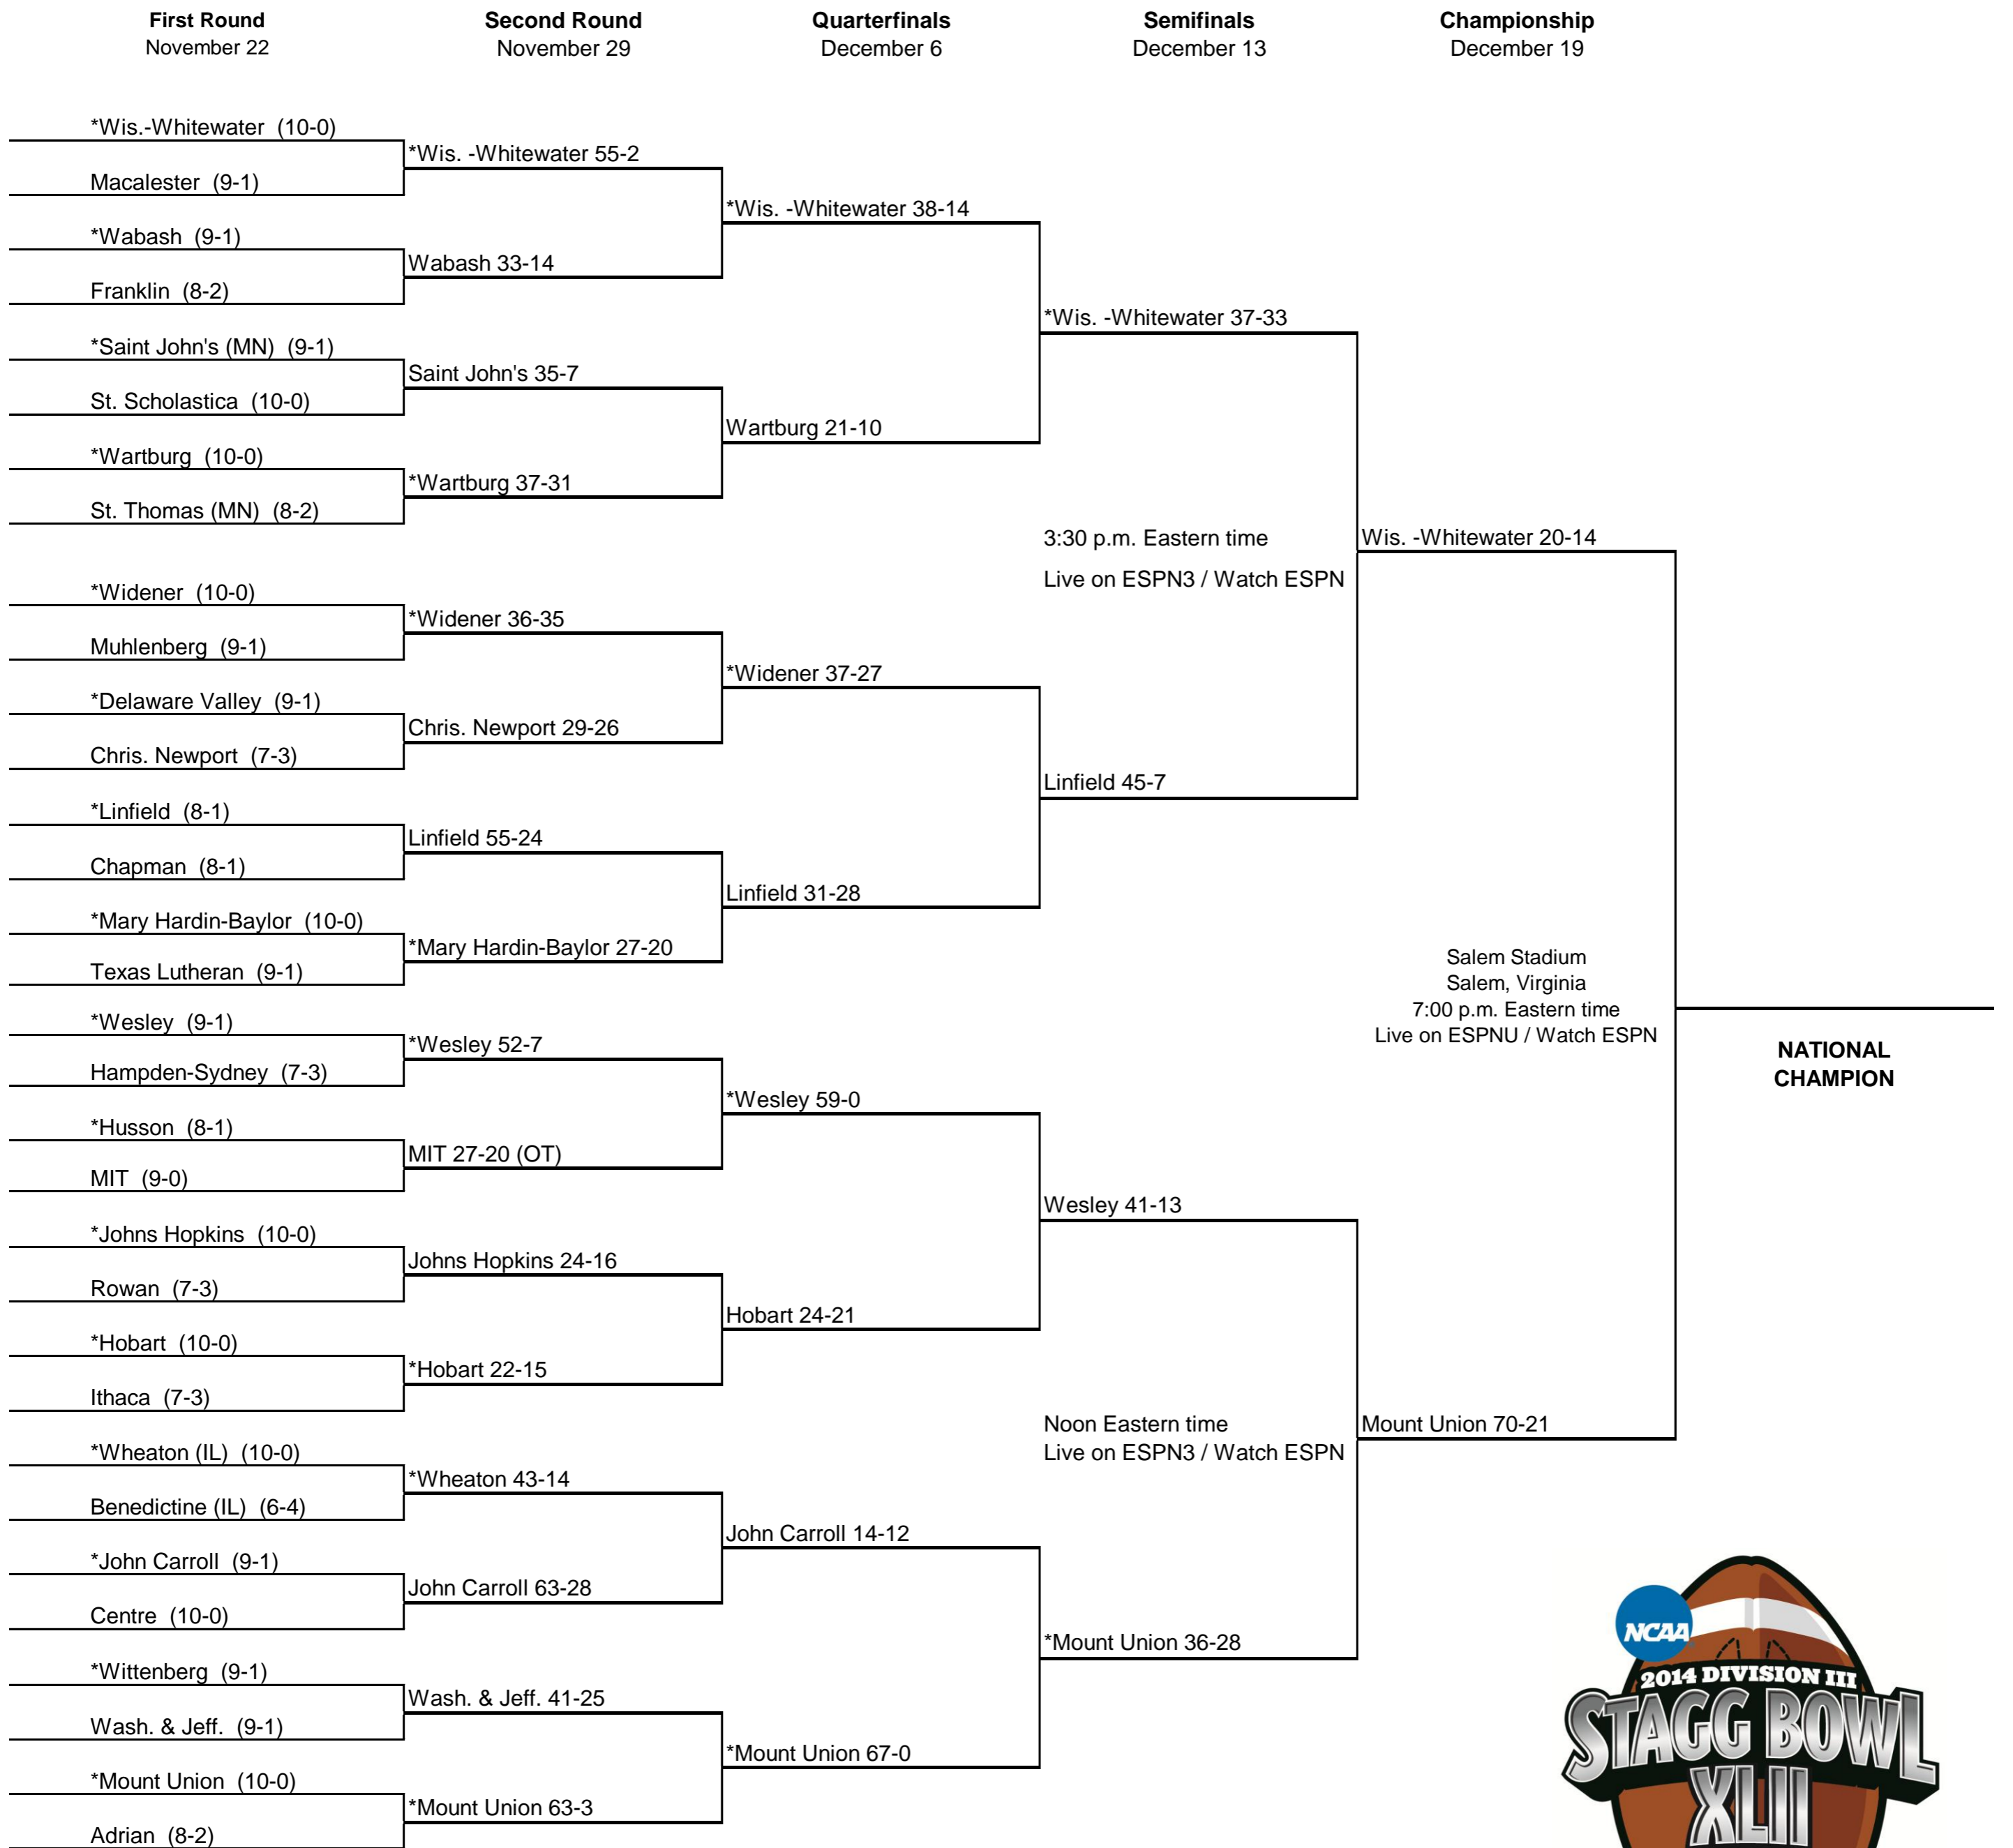 First Round
November 22
Second Round
November 29
Quarterfinals
December 6
Semifinals
December 13
Championship
December 19
*Wis.-Whitewater (10-0)
Macalester (9-1)
*Wabash (9-1)
Franklin (8-2)
*Saint John's (MN) (9-1)
St. Scholastica (10-0)
*Wartburg (10-0)
St. Thomas (MN) (8-2)
*Widener (10-0)
Muhlenberg (9-1)
*Delaware Valley (9-1)
Chris. Newport (7-3)
*Linfield (8-1)
Chapman (8-1)
*Mary Hardin-Baylor (10-0)
Texas Lutheran (9-1)
*Wesley (9-1)
Hampden-Sydney (7-3)
*Husson (8-1)
MIT (9-0)
*Johns Hopkins (10-0)
Rowan (7-3)
*Hobart (10-0)
Ithaca (7-3)
*Wheaton (IL) (10-0)
Benedictine (IL) (6-4)
*John Carroll (9-1)
Centre (10-0)
*Wittenberg (9-1)
Wash. & Jeff. (9-1)
*Mount Union (10-0)
Adrian (8-2)
*Wis. -Whitewater 55-2
Wabash 33-14
Saint John's 35-7
*Wartburg 37-31
*Widener 36-35
Chris. Newport 29-26
Linfield 55-24
*Mary Hardin-Baylor 27-20
*Wesley 52-7
MIT 27-20 (OT)
Johns Hopkins 24-16
*Hobart 22-15
*Wheaton 43-14
John Carroll 63-28
Wash. & Jeff. 41-25
*Mount Union 63-3
*Wis. -Whitewater 38-14
Wartburg 21-10
*Widener 37-27
Linfield 31-28
*Wesley 59-0
Hobart 24-21
John Carroll 14-12
*Mount Union 67-0
*Wis. -Whitewater 37-33
3:30 p.m. Eastern time
Live on ESPN3 / Watch ESPN
Linfield 45-7
Wesley 41-13
Noon Eastern time
Live on ESPN3 / Watch ESPN
*Mount Union 36-28
Wis. -Whitewater 20-14
Salem Stadium
Salem, Virginia
7:00 p.m. Eastern time
Live on ESPNU / Watch ESPN
Mount Union 70-21
NATIONAL
CHAMPION
NCAA
2014 DIVISION III
STAGG BOWL
XLII